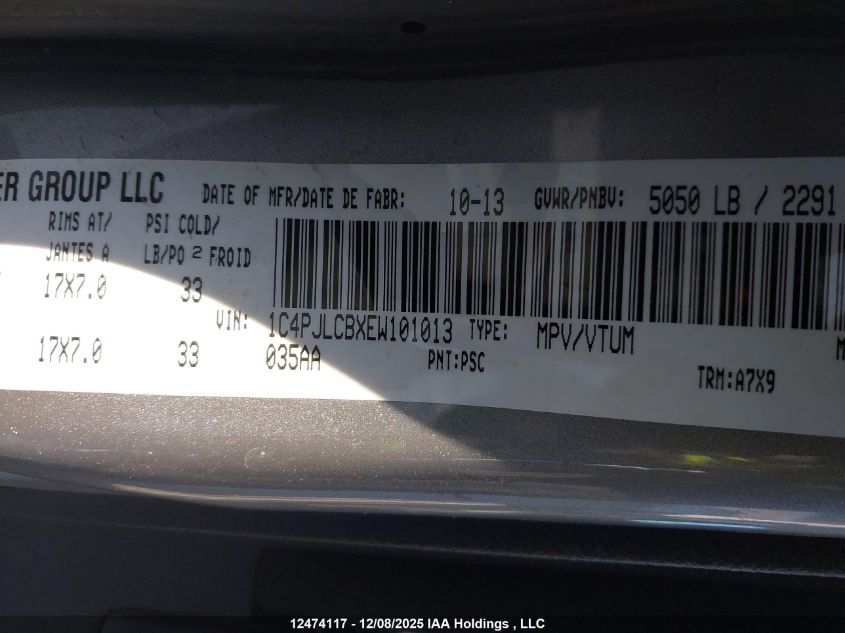 ER GROUP LLC DATE OF MFR/DATE DE FABR: 10-13 GVWR/PNBV: 5050 LB / 2291
RIMS AT/ PSI COLD/
JANTES A LB/PO 2 FROID
17X7.0 33
VIN: 1C4PJLCBXEW101013 TYPE: MPV/VTUM
17X7.0 33 035AA PNT:PSC TRM:A7X9
12474117 - 12/08/2025 IAA Holdings , LLC